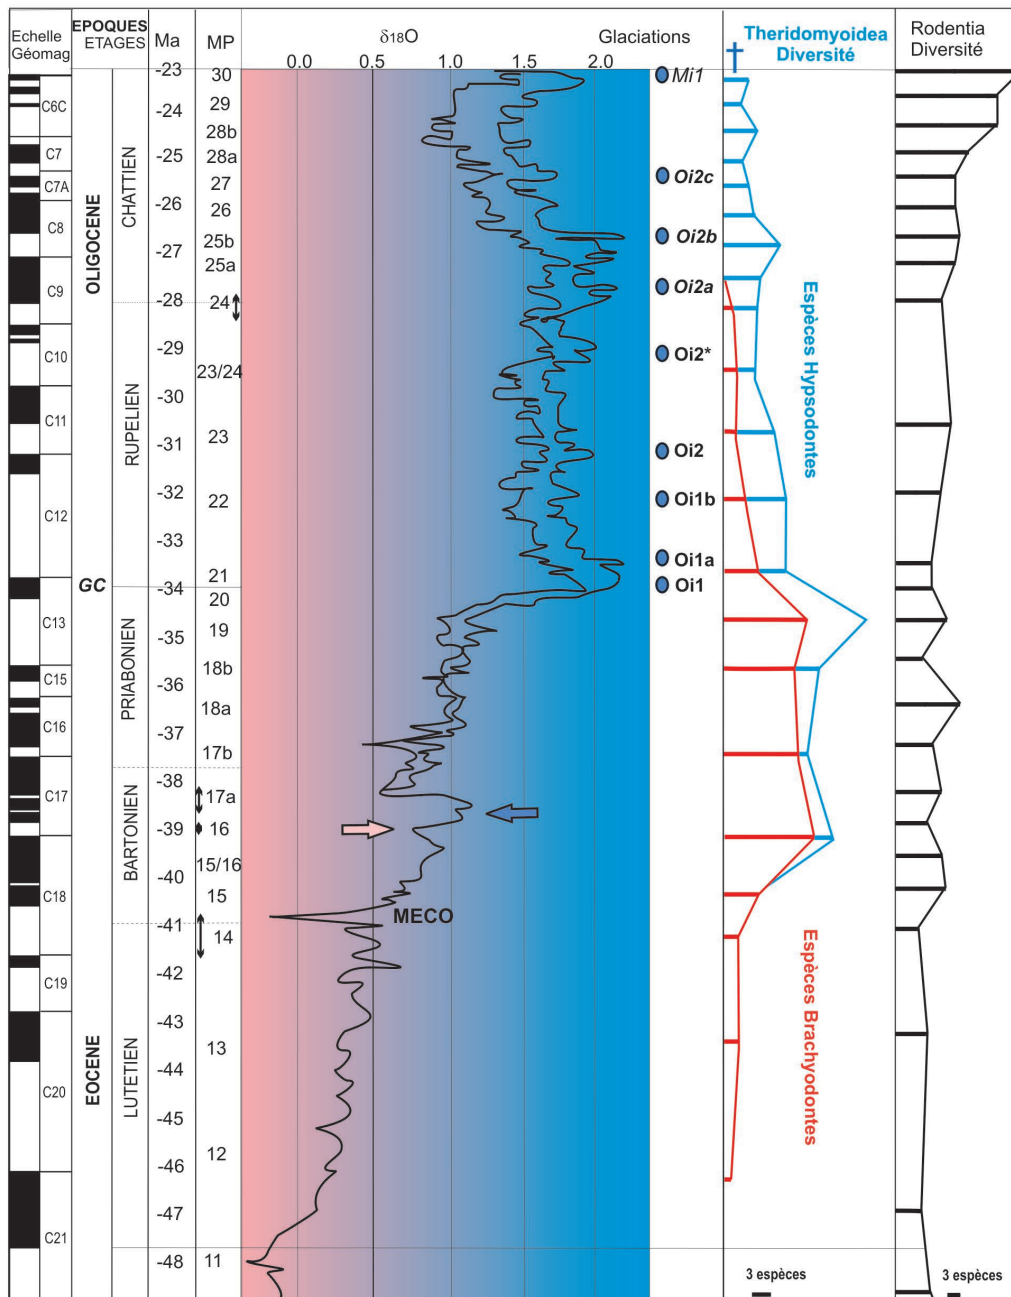 Echelle
Géomag
EPOQUES
ETAGES
Ma
MP
δ18O
Glaciations
Theridomyoidea
Diversité
Rodentia
Diversité
0.0
0.5
1.0
1.5
2.0
-23
-24
-25
-26
-27
-28
-29
-30
-31
-32
-33
-34
-35
-36
-37
-38
-39
-40
-41
-42
-43
-44
-45
-46
-47
-48
C6C
C7
C7A
C8
C9
C10
C11
C12
C13
C15
C16
C17
C18
C19
C20
C21
OLIGOCENE
GC
EOCENE
CHATTIEN
RUPELIEN
PRIABONIEN
BARTONIEN
LUTETIEN
30
29
28b
28a
27
26
25b
25a
24
23/24
23
22
21
20
19
18b
18a
17b
17a
16
15/16
15
14
13
12
11
MECO
Mi1
Oi2c
Oi2b
Oi2a
Oi2*
Oi2
Oi1b
Oi1a
Oi1
Espèces Hypsodontes
Espèces Brachyodontes
3 espèces
3 espèces